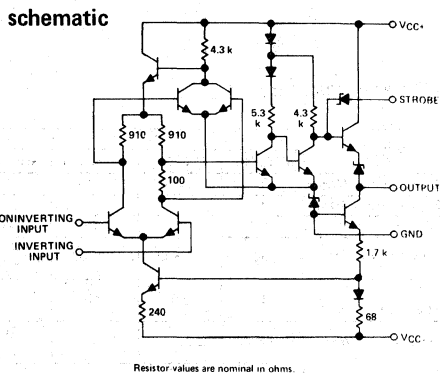 schematic
VCC+
4.3 k
STROBE
910
910
5.3
k
4.3
k
100
OUTPUT
ONINVERTING
INPUT
GND
INVERTING
INPUT
1.7 k
240
68
VCC-
Resistor values are nominal in ohms.